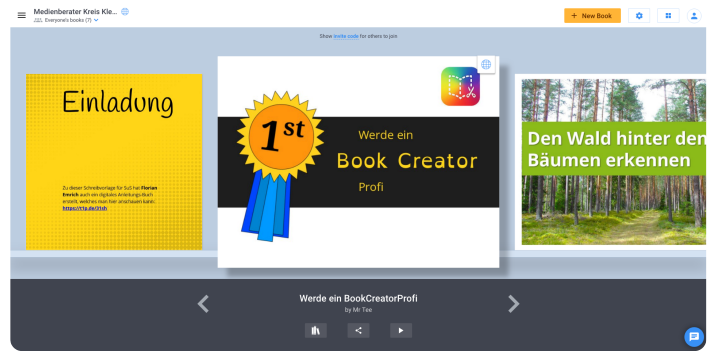 Medienberater Kreis Kle...
Everyone's books (7)
+ New Book
Show invite code for others to join
Einladung
Zu dieser Schreibvorlage für SuS hat Florian
Emrich auch ein digitales Anleitungs-Buch
erstellt, welches man hier anschauen kann:
https://t1p.de/31ch
1st
Werde ein
Book Creator
Profi
Den Wald hinter den
Bäumen erkennen
Werde ein BookCreatorProfi
by Mr Tee